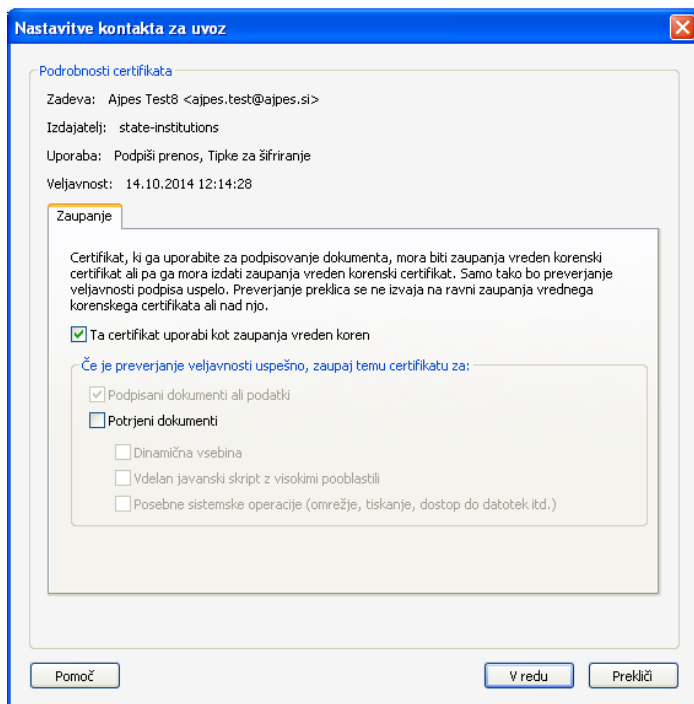 Nastavitve kontakta za uvoz
Podrobnosti certifikata
Zadeva: Ajpes Test8 <ajpes.test@ajpes.si>
Izdajatelj: state-institutions
Uporaba: Podpiši prenos, Tipke za šifriranje
Veljavnost: 14.10.2014 12:14:28
Zaupanje
Certifikat, ki ga uporabite za podpisovanje dokumenta, mora biti zaupanja vreden korenski
certifikat ali pa ga mora izdati zaupanja vreden korenski certifikat. Samo tako bo preverjanje
veljavnosti podpisa uspelo. Preverjanje preklica se ne izvaja na ravni zaupanja vrednega
korenskega certifikata ali nad njo.
Ta certifikat uporabi kot zaupanja vreden koren
Če je preverjanje veljavnosti uspešno, zaupaj temu certifikatu za:
Podpisani dokumenti ali podatki
Potrjeni dokumenti
Dinamična vsebina
Vdelan javanski skript z visokimi pooblastili
Posebne sistemske operacije (omrežje, tiskanje, dostop do datotek itd.)
Pomoč
V redu
Prekliči